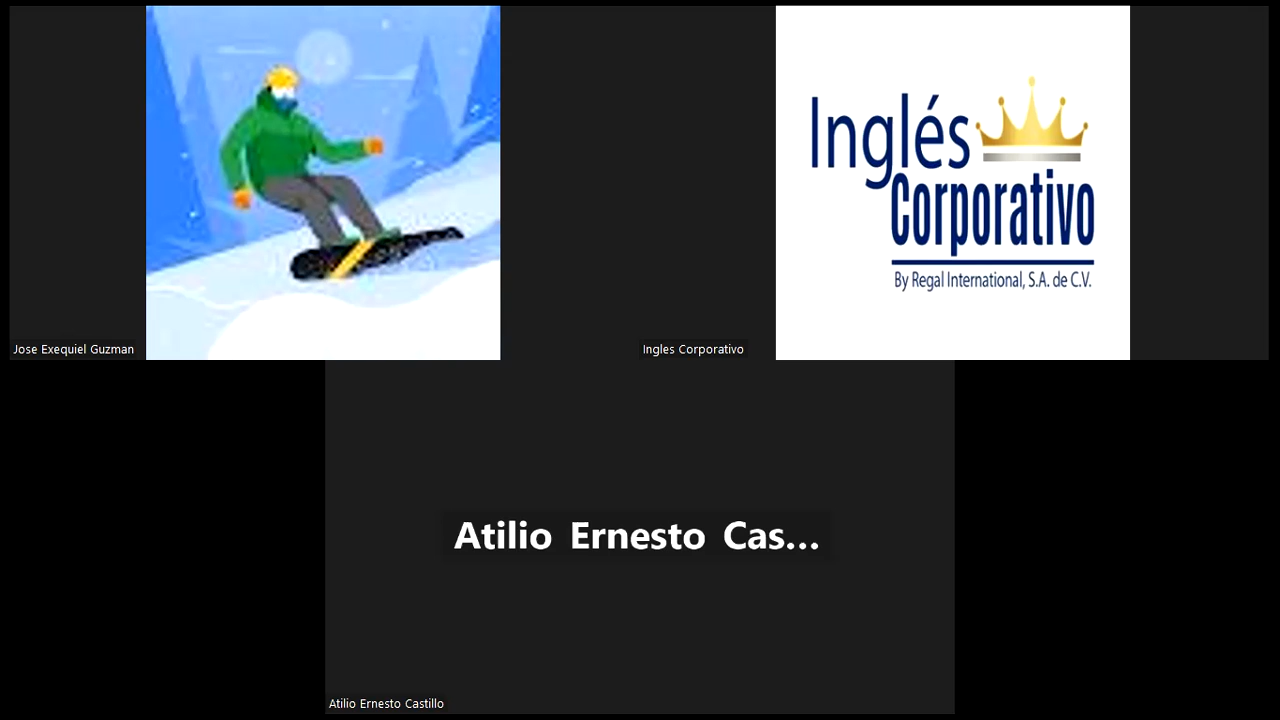 Inglés
Corporativo
By Regal International, S.A. de C.V.
Jose Exequiel Guzman
Ingles Corporativo
Atilio Ernesto Cas...
Atilio Ernesto Castillo